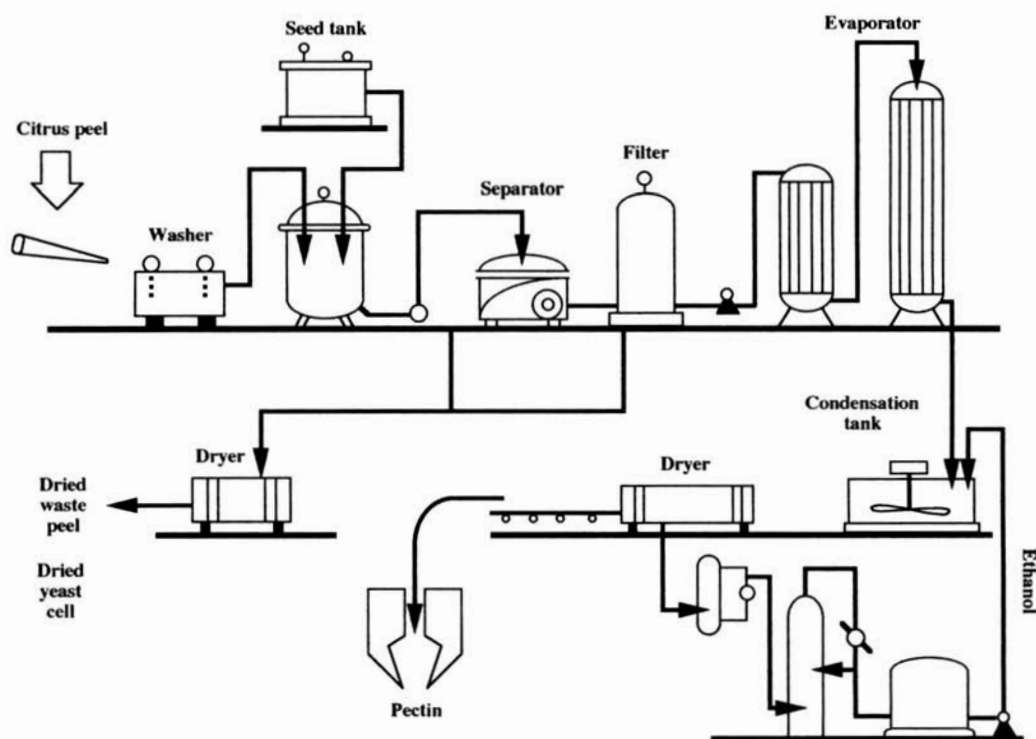 Evaporator
Seed tank
Citrus peel
Filter
Separator
Washer
Condensation
tank
Dryer
Dryer
Dried
waste
peel
Dried
yeast
cell
Ethanol
Pectin